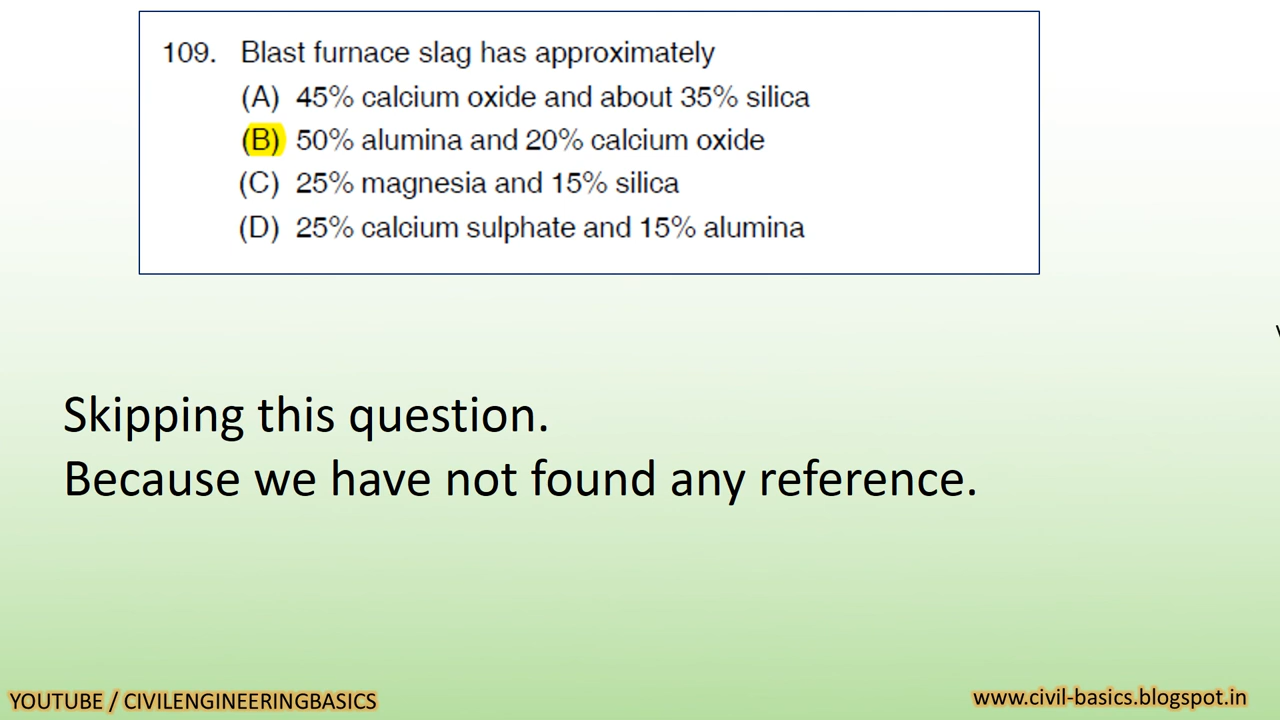 109. Blast furnace slag has approximately
(A) 45% calcium oxide and about 35% silica
(B) 50% alumina and 20% calcium oxide
(C) 25% magnesia and 15% silica
(D) 25% calcium sulphate and 15% alumina
Skipping this question.
Because we have not found any reference.
YOUTUBE / CIVILENGINEERINGBASICS
www.civil-basics.blogspot.in